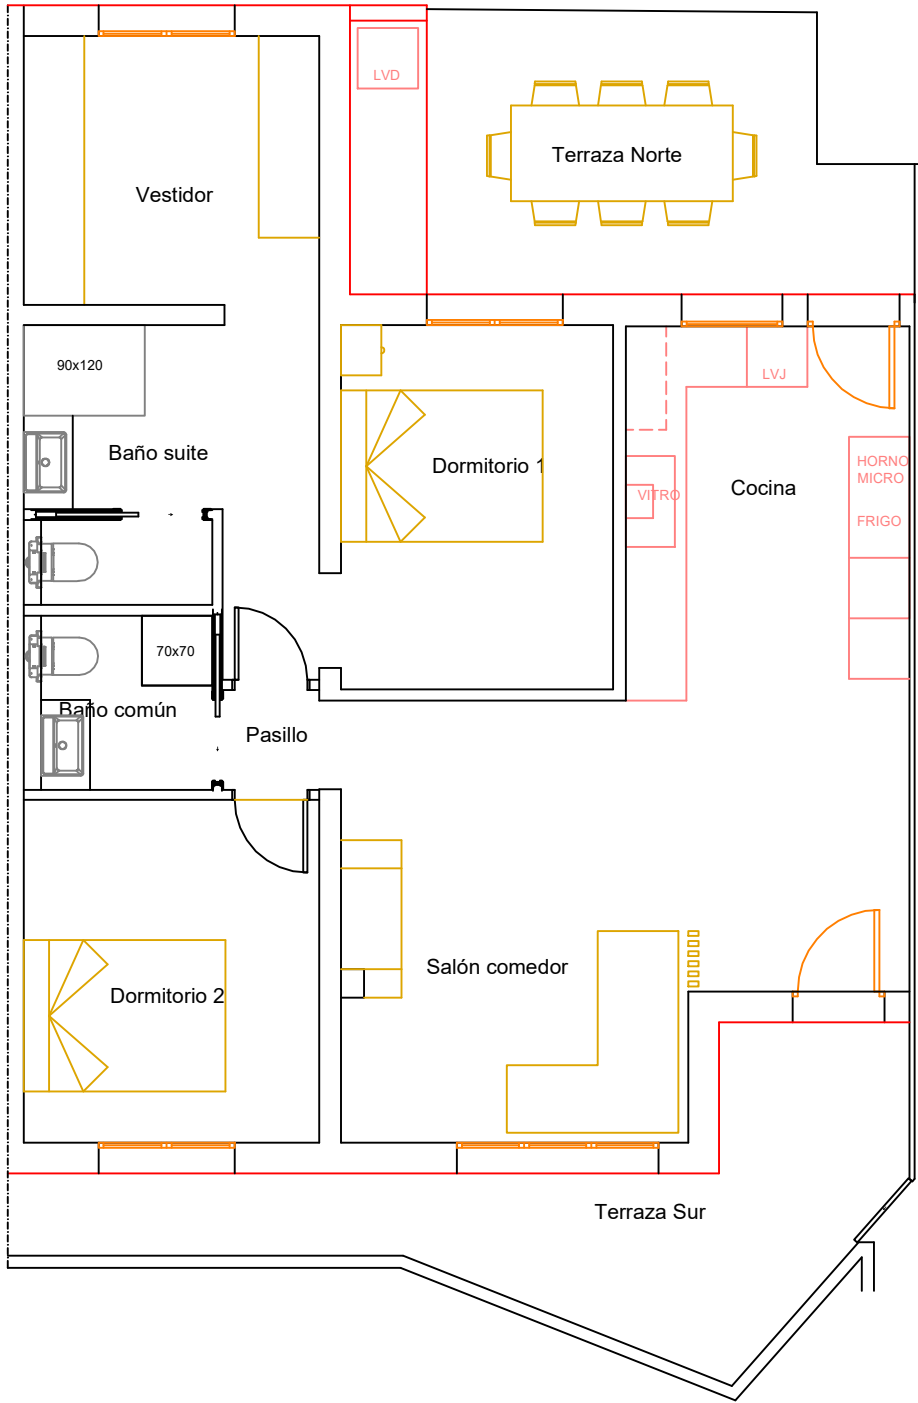 LVD
Terraza Norte
Vestidor
90x120
LVJ
Baño suite
Dormitorio 1
HORNO
MICRO
VITRO
Cocina
FRIGO
70x70
Baño común
Pasillo
Salón comedor
Dormitorio 2
Terraza Sur